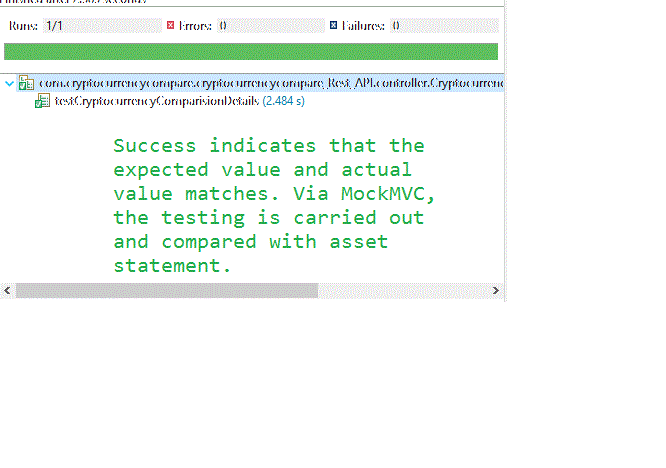 Runs: 1/1 Errors: 0 Failures: 0
com.cryptocurrencycompare.cryptocurrencycompare_Rest_API.controller.Cryptocurrenc
testCryptocurrencyComparisionDetails (2.484 s)
Success indicates that the
expected value and actual
value matches. Via MockMVC,
the testing is carried out
and compared with asset
statement.